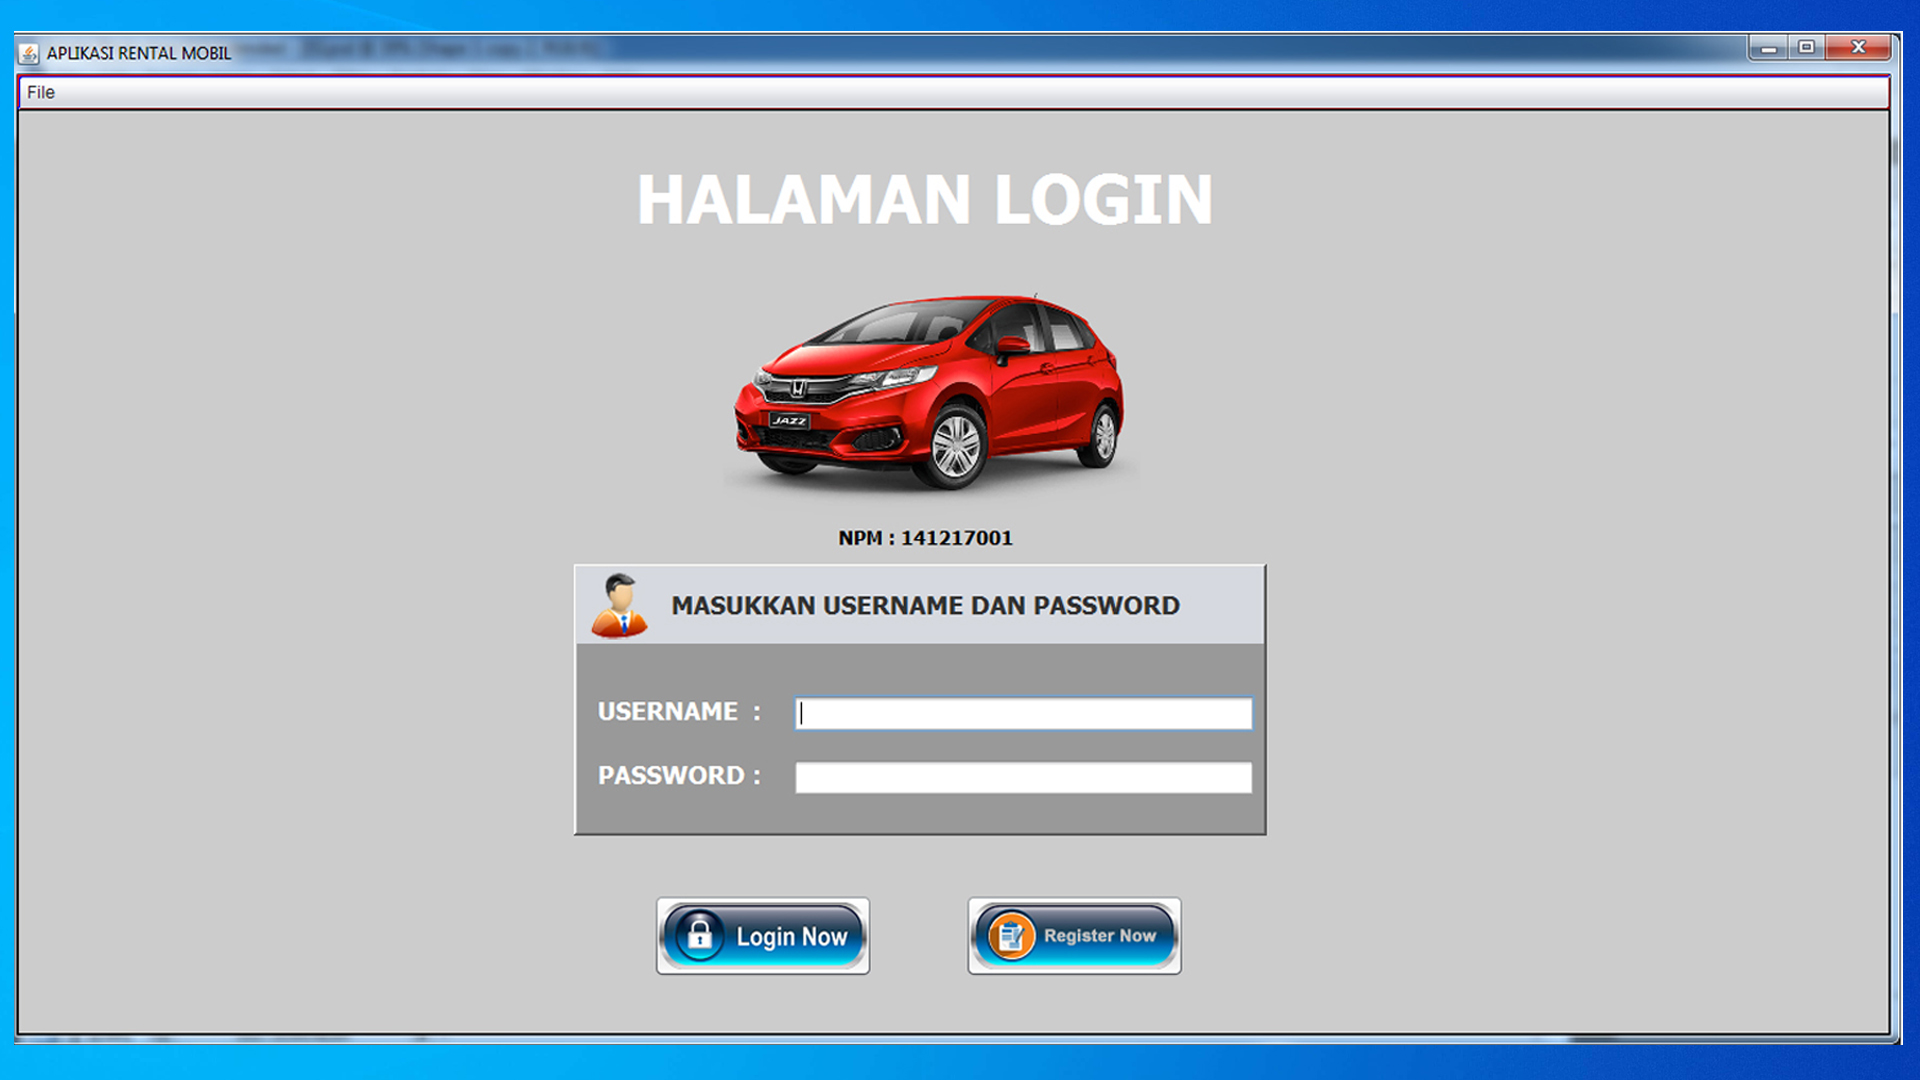 APLIKASI RENTAL MOBIL
File
HALAMAN LOGIN
JAZZ
NPM : 141217001
MASUKKAN USERNAME DAN PASSWORD
USERNAME :
PASSWORD :
Login Now
Register Now